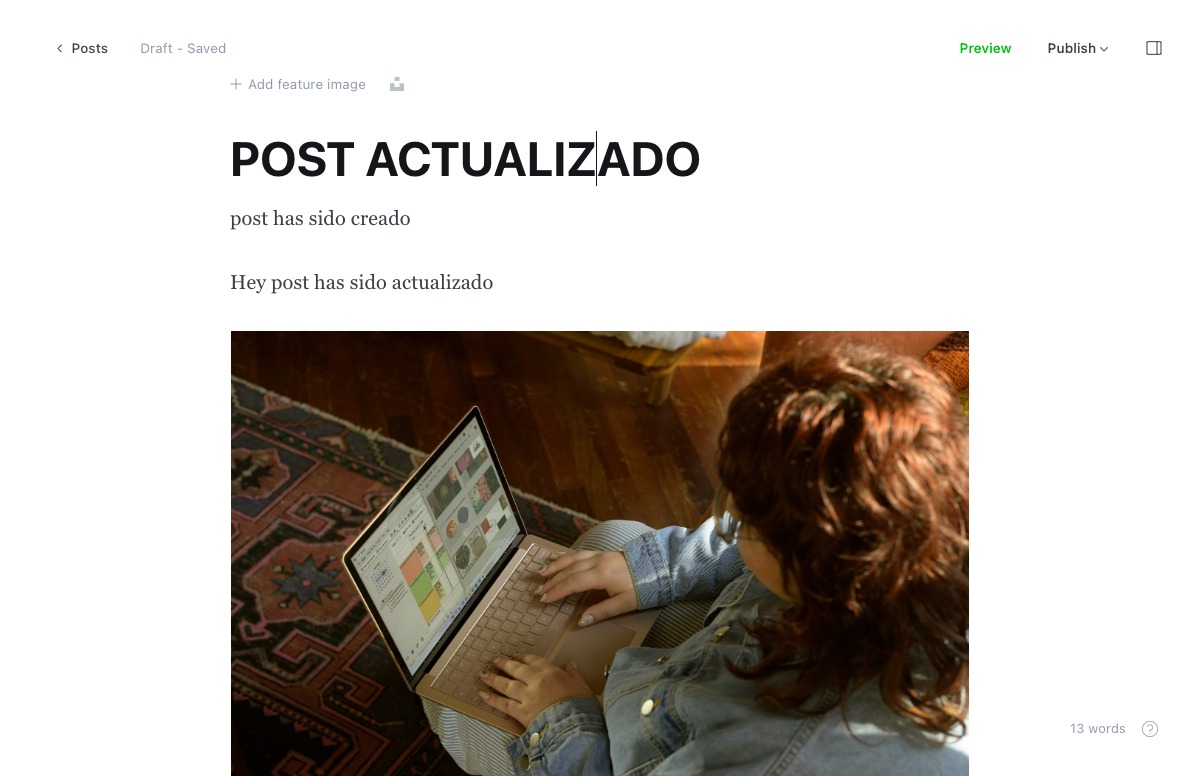 Posts
Draft - Saved
Preview
Publish
Add feature image
POST ACTUALIZADO
post has sido creado
Hey post has sido actualizado
13 words
?